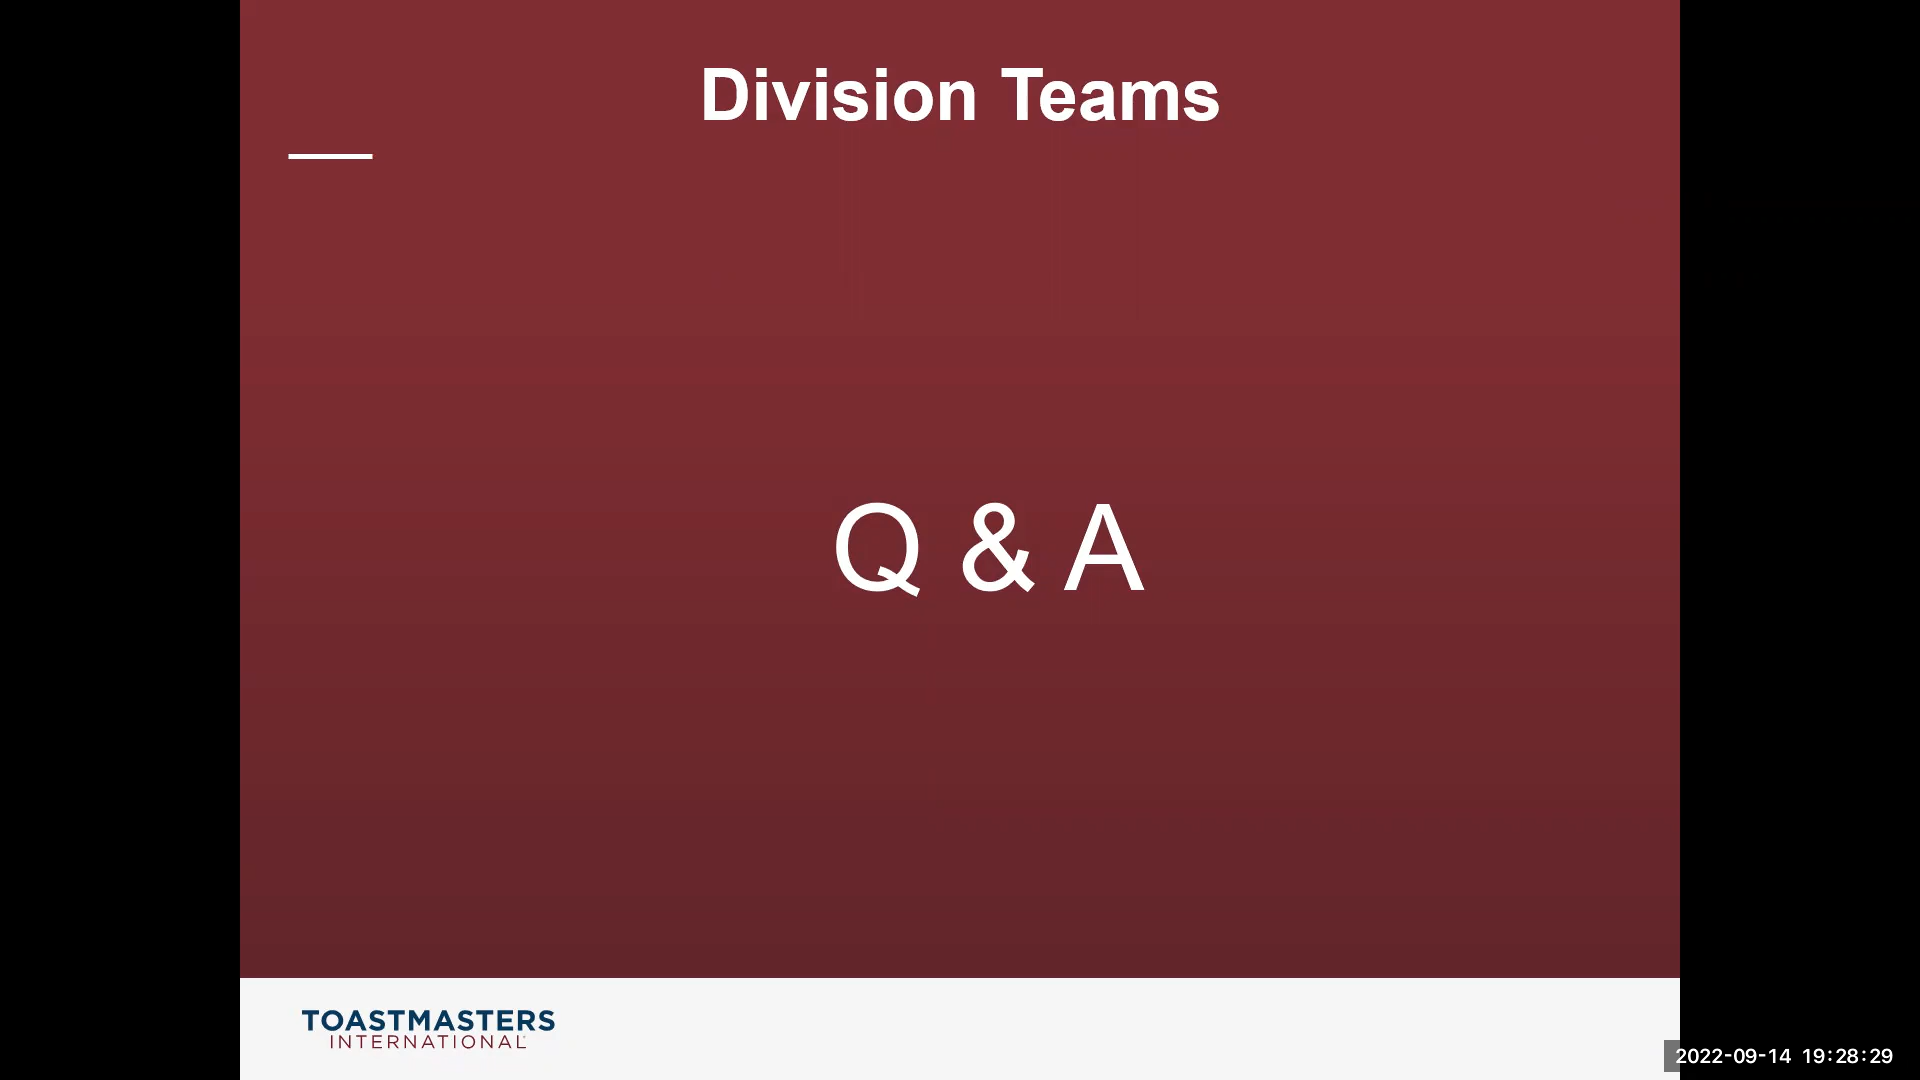 Division Teams
Q & A
TOASTMASTERS
INTERNATIONAL
2022-09-14 19:28:29